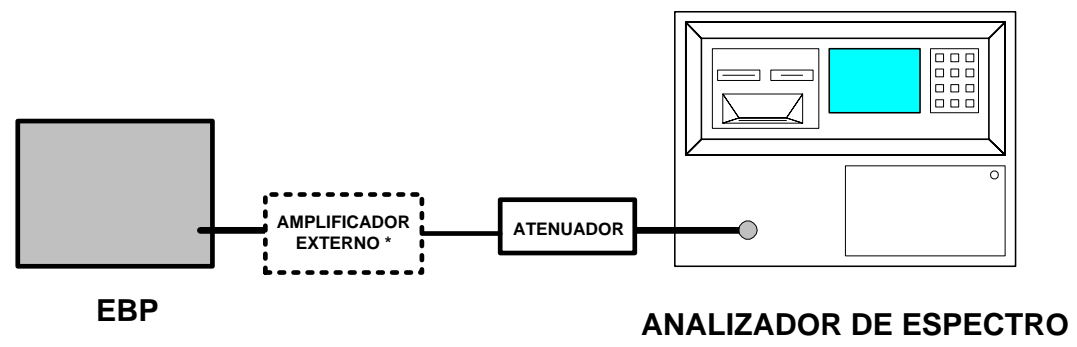 AMPLIFICADOR
EXTERNO *
ATENUADOR
EBP
ANALIZADOR DE ESPECTRO